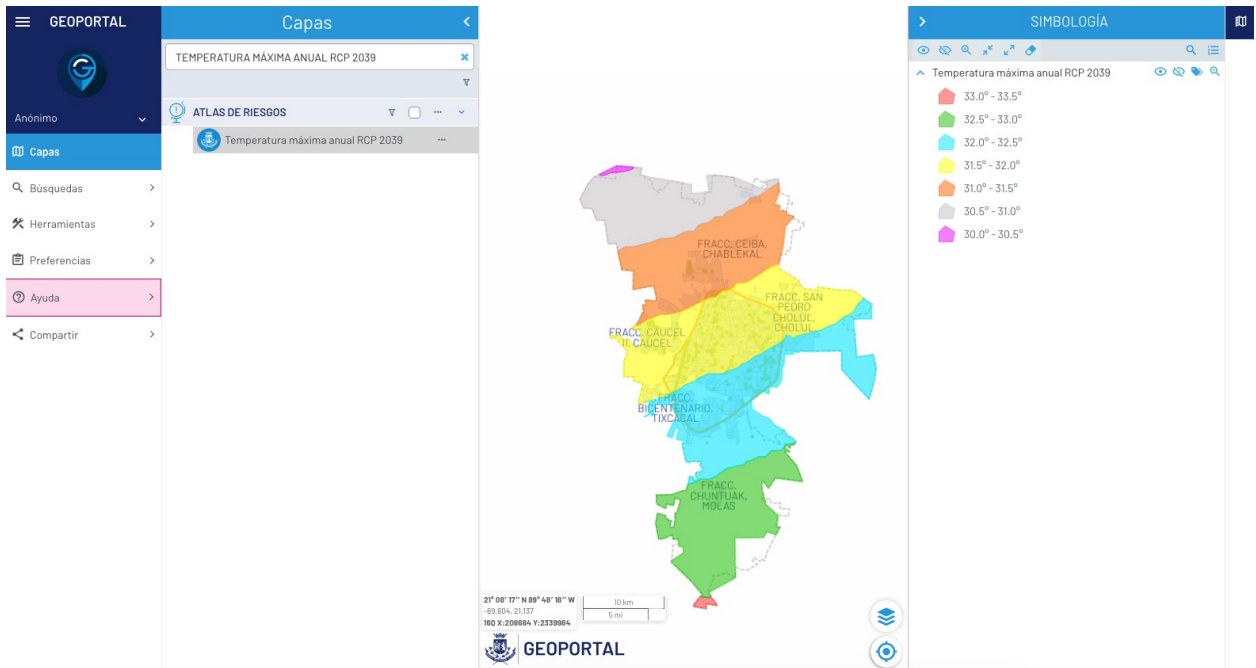 GEOPORTAL
Anónimo
Capas
Búsquedas
Herramientas
Preferencias
Ayuda
Compartir
Capas
TEMPERATURA MÁXIMA ANUAL RCP 2039
ATLAS DE RIESGOS
Temperatura máxima anual RCP 2039
FRACC. CEIBA,
CHABLEKAL
FRACC. SAN
PEDRO
CHOLUL,
CHOLUL
FRACC. CAUCEL
II, CAUCEL
FRACC.
BICENTENARIO,
TIXCACAL
FRACC.
CHUNTUAK,
MOLAS
21° 08' 17'' N 89° 48' 16'' W
-89.804, 21.137
16Q X:208664 Y:2339984
10 km
5 mi
GEOPORTAL
SIMBOLOGÍA
Temperatura máxima anual RCP 2039
33.0° - 33.5°
32.5° - 33.0°
32.0° - 32.5°
31.5° - 32.0°
31.0° - 31.5°
30.5° - 31.0°
30.0° - 30.5°